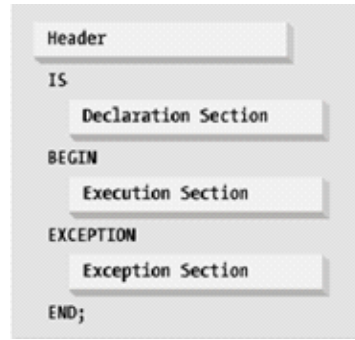 Header
IS
Declaration Section
BEGIN
Execution Section
EXCEPTION
Exception Section
END;